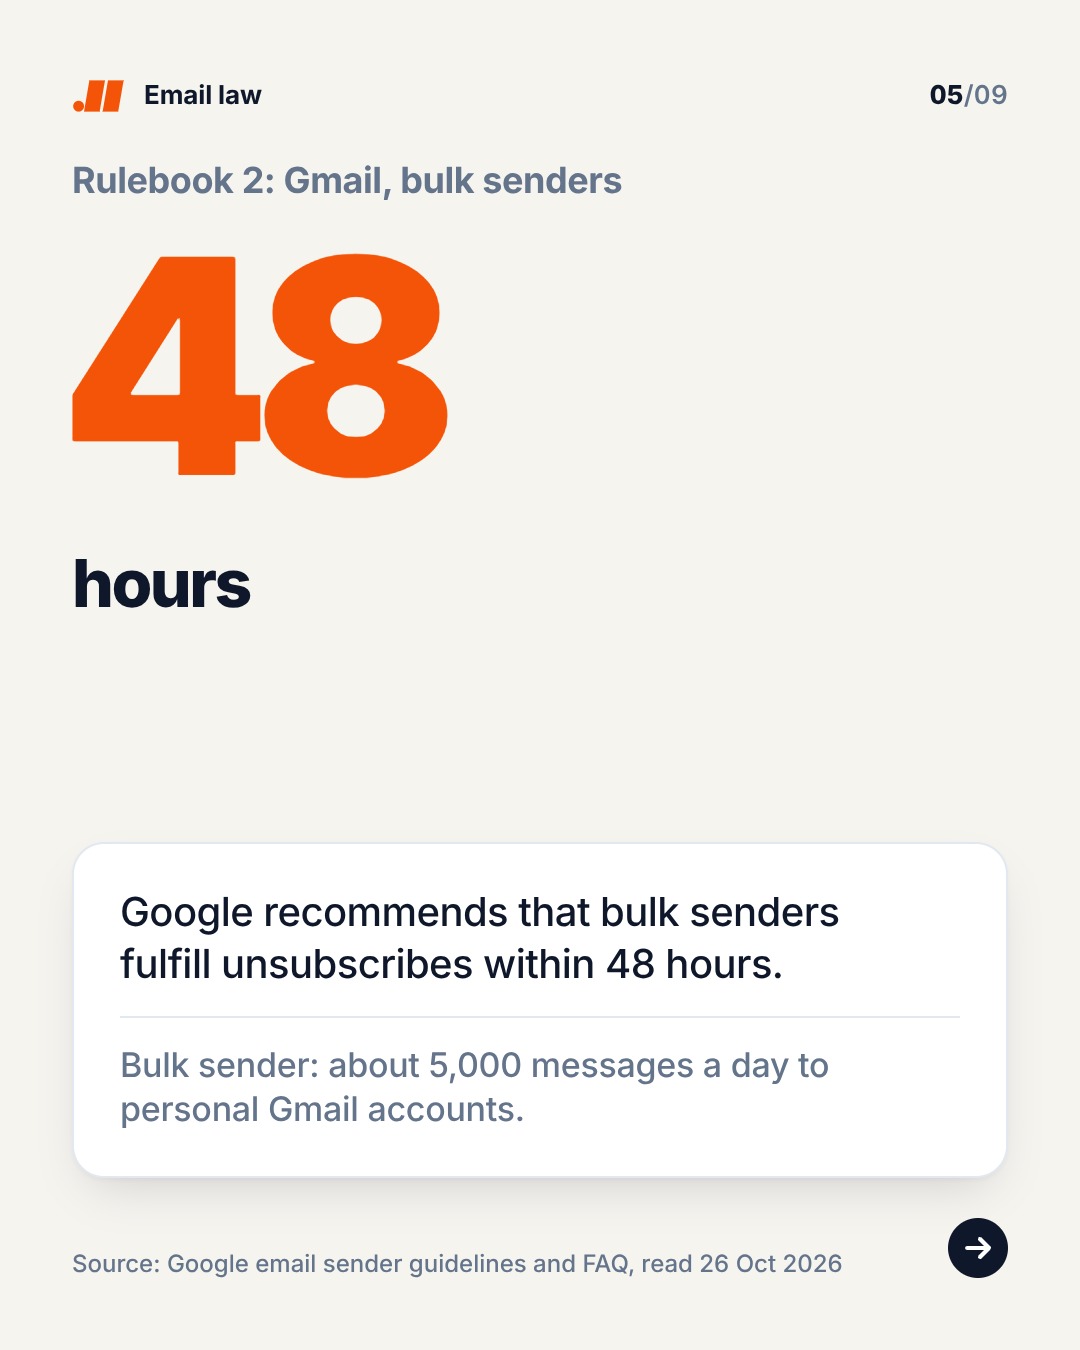 Email law
05/09
Rulebook 2: Gmail, bulk senders
48
hours
Google recommends that bulk senders
fulfill unsubscribes within 48 hours.
Bulk sender: about 5,000 messages a day to
personal Gmail accounts.
Source: Google email sender guidelines and FAQ, read 26 Oct 2026